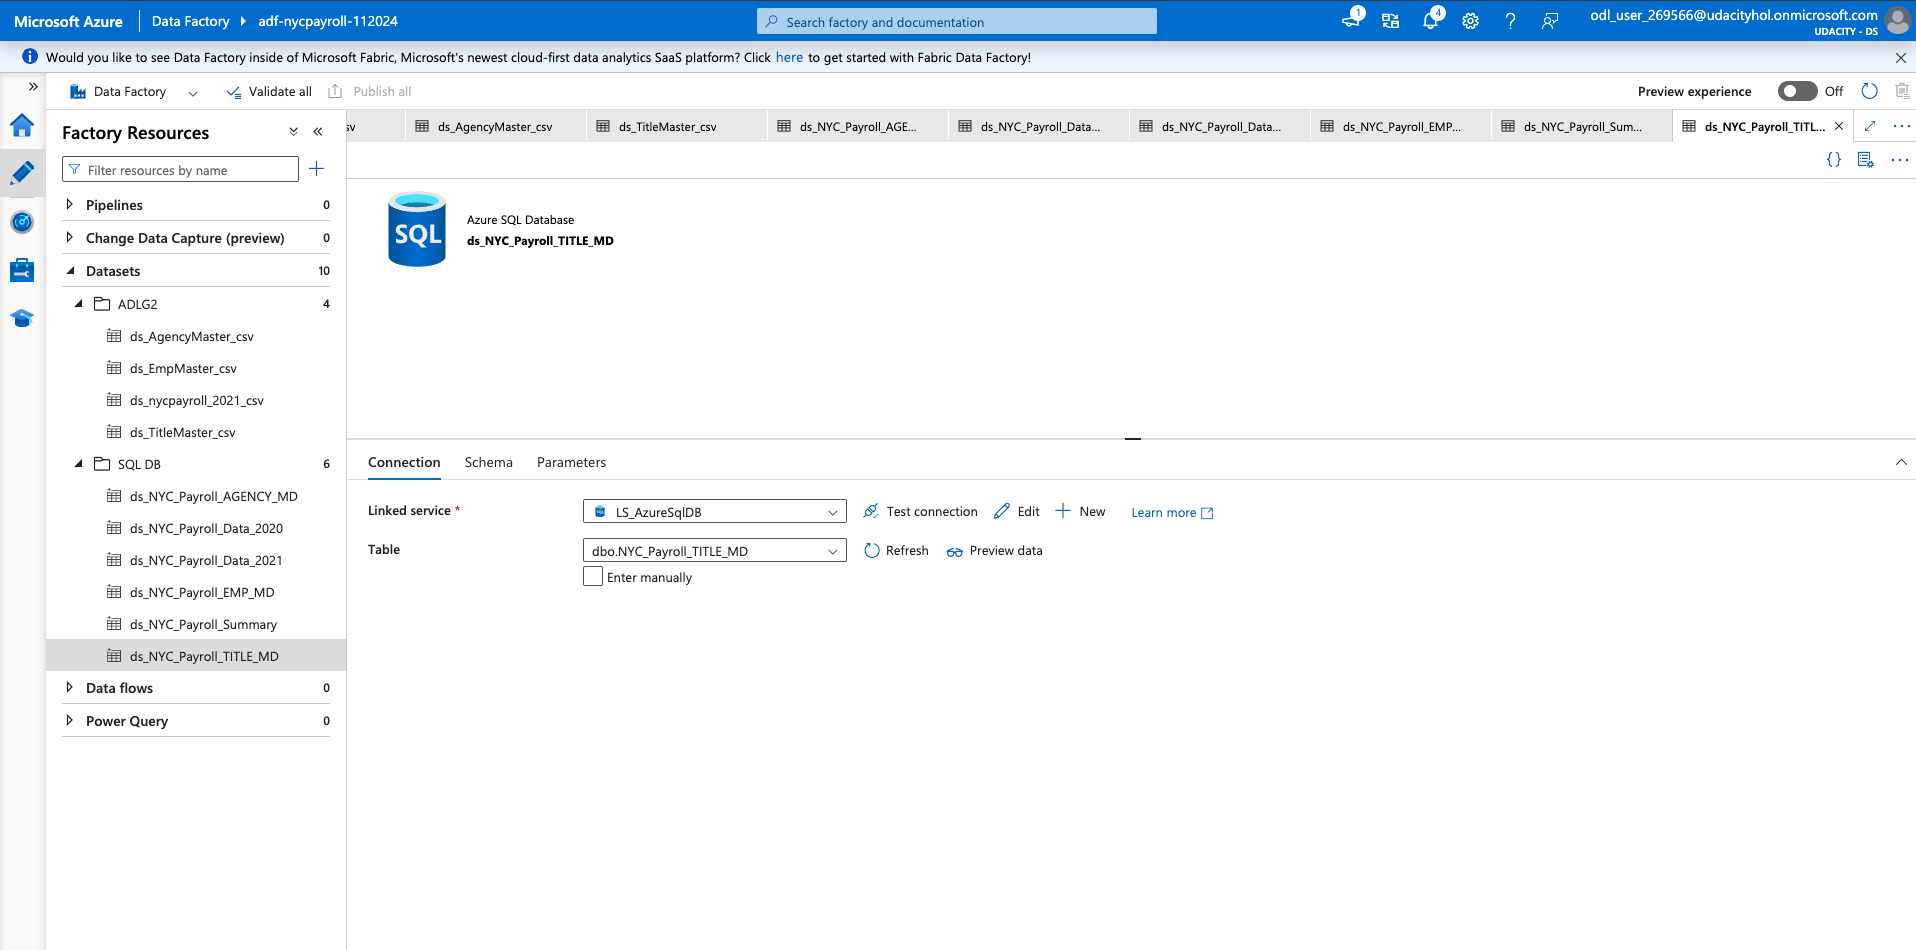 Microsoft Azure
Data Factory
adf-nycpayroll-112024
Search factory and documentation
1
4
odl_user_269566@udacityhol.onmicrosoft.com
UDACITY - DS
Would you like to see Data Factory inside of Microsoft Fabric, Microsoft's newest cloud-first data analytics SaaS platform? Click here to get started with Fabric Data Factory!
Data Factory
Validate all
Publish all
Preview experience
Off
Factory Resources
Filter resources by name
Pipelines 0
Change Data Capture (preview) 0
Datasets 10
ADLG2 4
ds_AgencyMaster_csv
ds_EmpMaster_csv
ds_nycpayroll_2021_csv
ds_TitleMaster_csv
SQL DB 6
ds_NYC_Payroll_AGENCY_MD
ds_NYC_Payroll_Data_2020
ds_NYC_Payroll_Data_2021
ds_NYC_Payroll_EMP_MD
ds_NYC_Payroll_Summary
ds_NYC_Payroll_TITLE_MD
Data flows 0
Power Query 0
sv
ds_AgencyMaster_csv
ds_TitleMaster_csv
ds_NYC_Payroll_AGE...
ds_NYC_Payroll_Data...
ds_NYC_Payroll_Data...
ds_NYC_Payroll_EMP...
ds_NYC_Payroll_Sum...
ds_NYC_Payroll_TITL...
{}
SQL
Azure SQL Database
ds_NYC_Payroll_TITLE_MD
Connection
Schema
Parameters
Linked service *
LS_AzureSqlDB
Test connection
Edit
New
Learn more
Table
dbo.NYC_Payroll_TITLE_MD
Refresh
Preview data
Enter manually